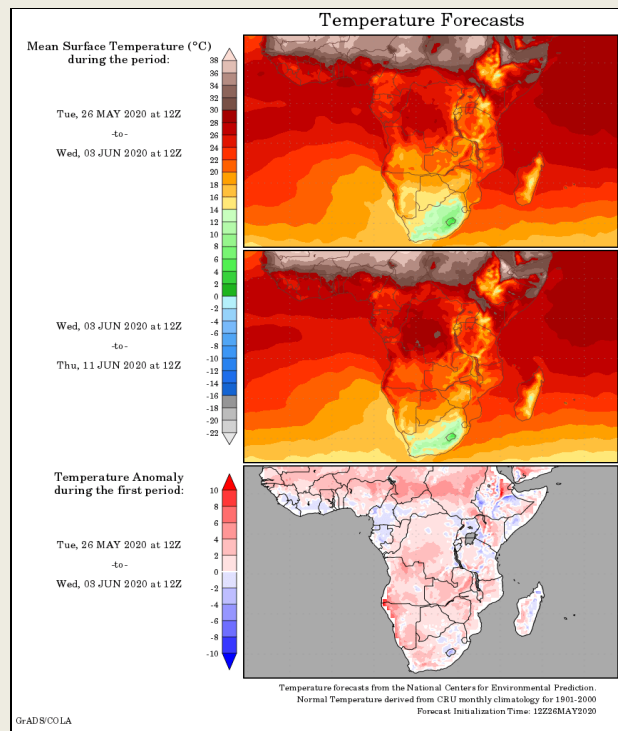 Temperature Forecasts
Mean Surface Temperature (°C)
during the period:
Tue, 26 MAY 2020 at 12Z
-to-
Wed, 03 JUN 2020 at 12Z
38
36
34
32
30
28
26
24
22
20
18
16
14
12
10
8
6
4
2
0
-2
-4
-6
-8
-10
-12
-14
-16
-18
-20
-22
Wed, 03 JUN 2020 at 12Z
-to-
Thu, 11 JUN 2020 at 12Z
Temperature Anomaly
during the first period:
Tue, 26 MAY 2020 at 12Z
-to-
Wed, 03 JUN 2020 at 12Z
10
8
6
4
2
0
-2
-4
-6
-8
-10
Temperature forecasts from the National Centers for Environmental Prediction.
Normal Temperature derived from CRU monthly climatology for 1901-2000
Forecast Initialization Time: 12Z26MAY2020
GrADS/COLA